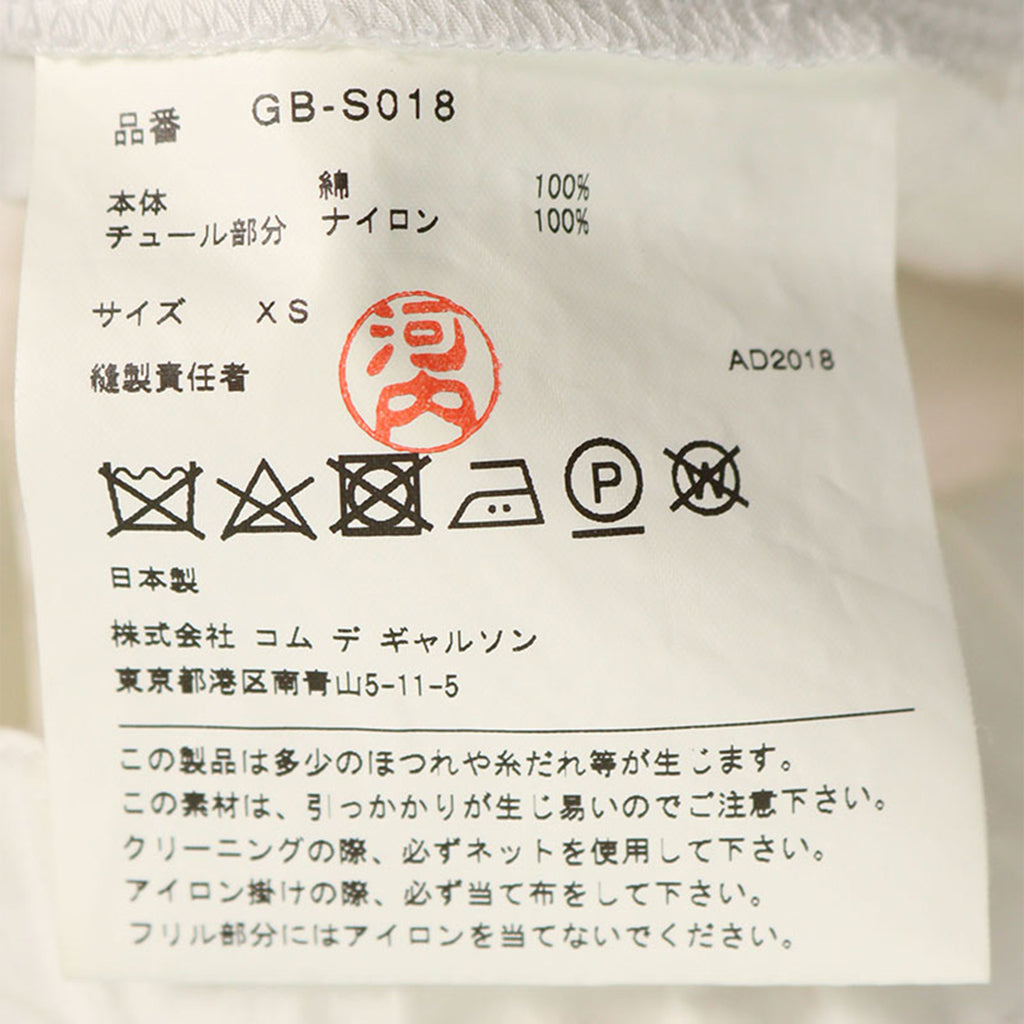 品番 GB-S018
本体 綿 100%
チュール部分 ナイロン 100%
サイズ XS
縫製責任者 河内
AD2018
P
W
日本製
株式会社 コム デ ギャルソン
東京都港区南青山5-11-5
この製品は多少のほつれや糸だれ等が生じます。
この素材は、引っかかりが生じ易いのでご注意下さい。
クリーニングの際、必ずネットを使用して下さい。
アイロン掛けの際、必ず当て布をして下さい。
フリル部分にはアイロンを当てないでください。